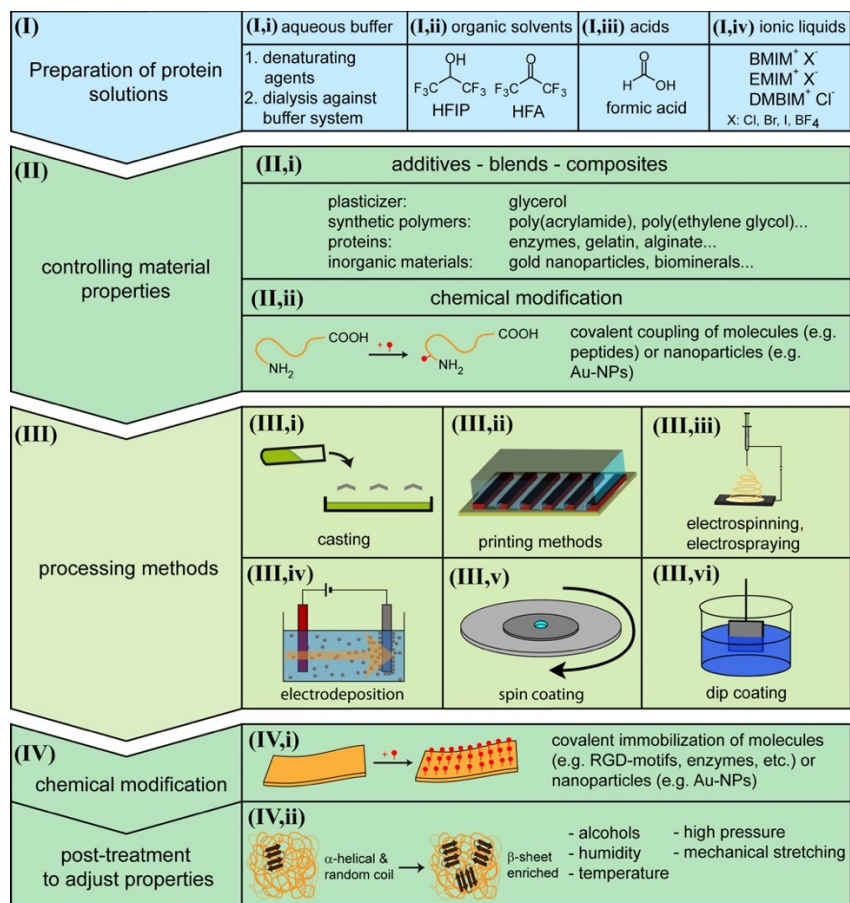 (I)
Preparation of protein
solutions
(I,i) aqueous buffer
1. denaturating
agents
2. dialysis against
buffer system
(I,ii) organic solvents
OH
F₃C CF₃
HFIP
O
F₃C CF₃
HFA
(I,iii) acids
O
H OH
formic acid
(I,iv) ionic liquids
BMIM⁺ X⁻
EMIM⁺ X⁻
DMBIM⁺ Cl⁻
X: Cl, Br, I, BF₄
(II)
controlling material
properties
(II,i) additives - blends - composites
plasticizer: glycerol
synthetic polymers: poly(acrylamide), poly(ethylene glycol)...
proteins: enzymes, gelatin, alginate...
inorganic materials: gold nanoparticles, biominerals...
(II,ii) chemical modification
COOH
NH₂
+
COOH
NH₂
covalent coupling of molecules (e.g.
peptides) or nanoparticles (e.g.
Au-NPs)
(III)
processing methods
(III,i)
casting
(III,ii)
printing methods
(III,iii)
electrospinning,
electrospraying
(III,iv)
electrodeposition
(III,v)
spin coating
(III,vi)
dip coating
(IV)
chemical modification
(IV,i)
+
covalent immobilization of molecules
(e.g. RGD-motifs, enzymes, etc.) or
nanoparticles (e.g. Au-NPs)
post-treatment
to adjust properties
(IV,ii)
α-helical &
random coil
β-sheet
enriched
- alcohols
- humidity
- temperature
- high pressure
- mechanical stretching